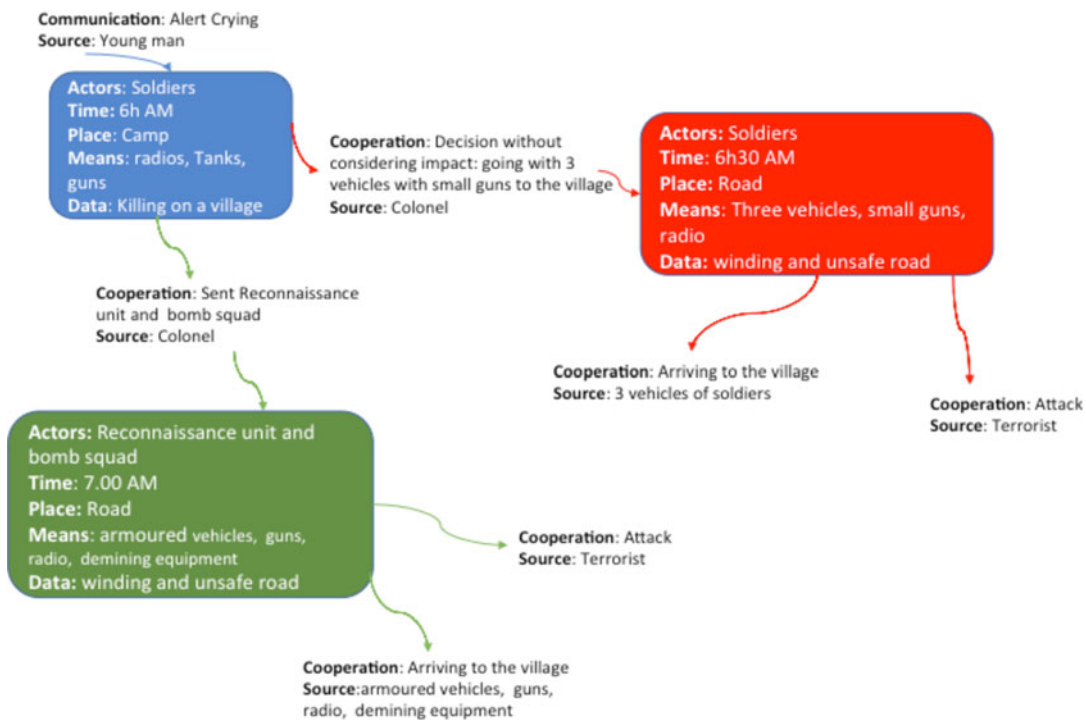 Communication: Alert Crying
Source: Young man
Actors: Soldiers
Time: 6h AM
Place: Camp
Means: radios, Tanks,
guns
Data: Killing on a village
Cooperation: Decision without
considering impact: going with 3
vehicles with small guns to the village
Source: Colonel
Actors: Soldiers
Time: 6h30 AM
Place: Road
Means: Three vehicles, small guns,
radio
Data: winding and unsafe road
Cooperation: Sent Reconnaissance
unit and bomb squad
Source: Colonel
Cooperation: Arriving to the village
Source: 3 vehicles of soldiers
Cooperation: Attack
Source: Terrorist
Actors: Reconnaissance unit and
bomb squad
Time: 7.00 AM
Place: Road
Means: armoured vehicles, guns,
radio, demining equipment
Data: winding and unsafe road
Cooperation: Attack
Source: Terrorist
Cooperation: Arriving to the village
Source:armoured vehicles, guns,
radio, demining equipment